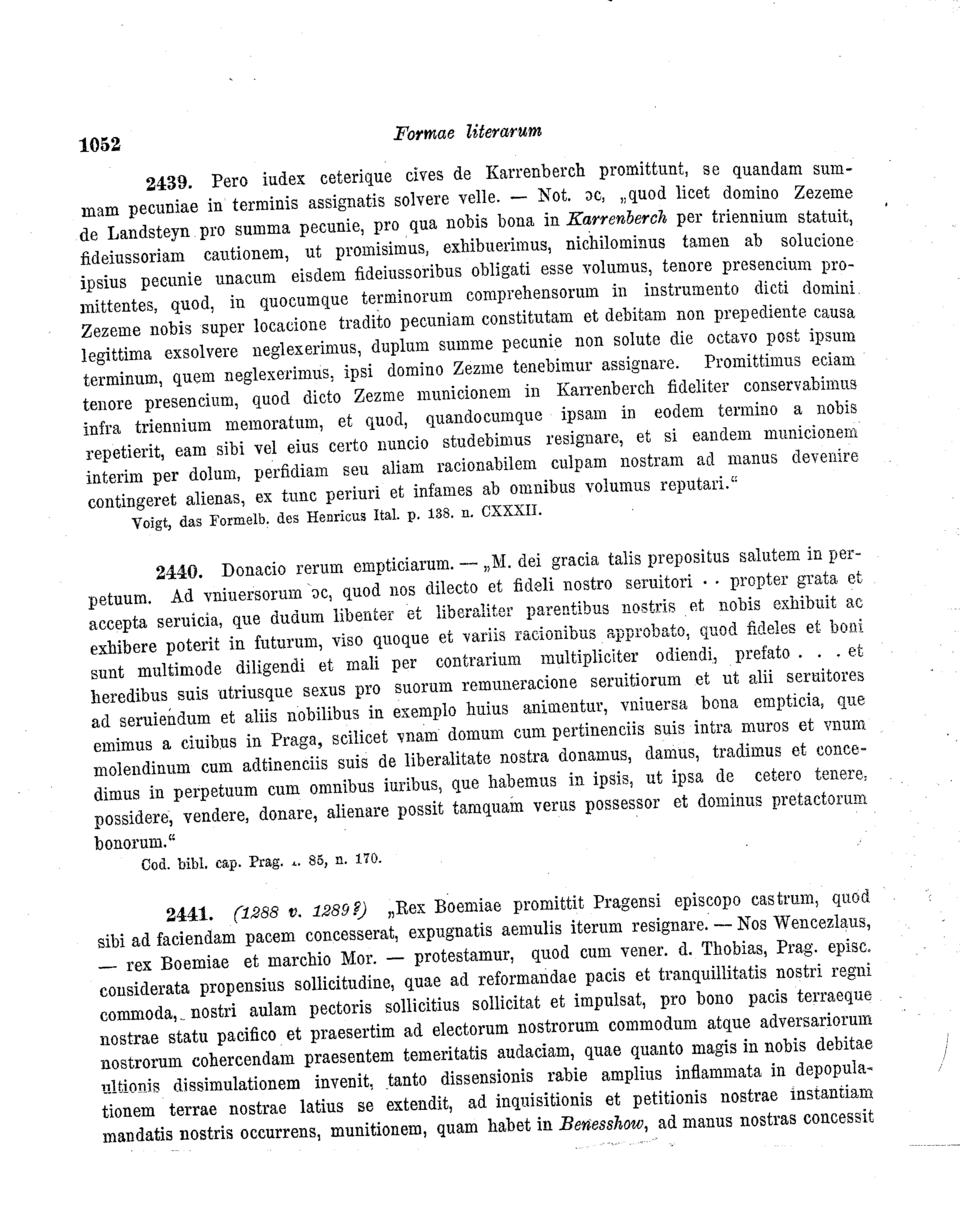 1052
Formae literarum
2439. Pero iudex ceterique cives de Karrenberch promittunt, se quandam sum-
mam pecuniae in terminis assignatis solvere velle. — Not. ɔc, „quod licet domino Zezeme
de Landsteyn pro summa pecunie, pro qua nobis bona in Karrenberch per triennium statuit,
fideiussoriam cautionem, ut promisimus, exhibuerimus, nichilominus tamen ab solucione
ipsius pecunie unacum eisdem fideiussoribus obligati esse volumus, tenore presencium pro-
mittentes, quod, in quocumque terminorum comprehensorum in instrumento dicti domini
Zezeme nobis super locacione tradito pecuniam constitutam et debitam non prepediente causa
legittima exsolvere neglexerimus, duplum summe pecunie non solute die octavo post ipsum
terminum, quem neglexerimus, ipsi domino Zezme tenebimur assignare. Promittimus eciam
tenore presencium, quod dicto Zezme municionem in Karrenberch fideliter conservabimus
infra triennium memoratum, et quod, quandocumque ipsam in eodem termino a nobis
repetierit, eam sibi vel eius certo nuncio studebimus resignare, et si eandem municionem
interim per dolum, perfidiam seu aliam racionabilem culpam nostram ad manus devenire
contingeret alienas, ex tunc periuri et infames ab omnibus volumus reputari.“
Voigt, das Formelb. des Henricus Ital. p. 138. n. CXXXII.
2440. Donacio rerum empticiarum. — „M. dei gracia talis prepositus salutem in per-
petuum. Ad vniuersorum ɔc, quod nos dilecto et fideli nostro seruitori · · propter grata et
accepta seruicia, que dudum libenter et liberaliter parentibus nostris et nobis exhibuit ac
exhibere poterit in futurum, viso quoque et variis racionibus approbato, quod fideles et boni
sunt multimode diligendi et mali per contrarium multipliciter odiendi, prefato . . . et
heredibus suis utriusque sexus pro suorum remuneracione seruitiorum et ut alii seruitores
ad seruiendum et aliis nobilibus in exemplo huius animentur, vniuersa bona empticia, que
emimus a ciuibus in Praga, scilicet vnam domum cum pertinenciis suis intra muros et vnum
molendinum cum adtinenciis suis de liberalitate nostra donamus, damus, tradimus et conce-
dimus in perpetuum cum omnibus iuribus, que habemus in ipsis, ut ipsa de cetero tenere,
possidere, vendere, donare, alienare possit tamquam verus possessor et dominus pretactorum
bonorum.“
Cod. bibl. cap. Prag. 85, n. 170.
2441. (1288 v. 1289?) „Rex Boemiae promittit Pragensi episcopo castrum, quod
sibi ad faciendam pacem concesserat, expugnatis aemulis iterum resignare. — Nos Wencezlaus,
— rex Boemiae et marchio Mor. — protestamur, quod cum vener. d. Thobias, Prag. episc.
considerata propensius sollicitudine, quae ad reformandae pacis et tranquillitatis nostri regni
commoda, nostri aulam pectoris sollicitius sollicitat et impulsat, pro bono pacis terraeque
nostrae statu pacifico et praesertim ad electorum nostrorum commodum atque adversariorum
nostrorum cohercendam praesentem temeritatis audaciam, quae quanto magis in nobis debitae
ultionis dissimulationem invenit, tanto dissensionis rabie amplius inflammata in depopula-
tionem terrae nostrae latius se extendit, ad inquisitionis et petitionis nostrae instantiam
mandatis nostris occurrens, munitionem, quam habet in Benesshow, ad manus nostras concessit